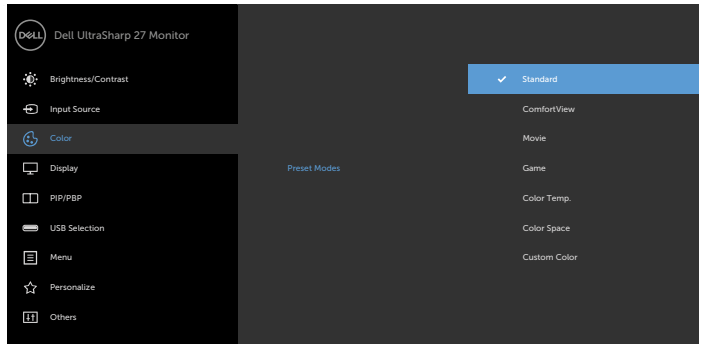 DELL
Dell UltraSharp 27 Monitor
Brightness/Contrast
Input Source
Color
Display
PIP/PBP
USB Selection
Menu
Personalize
Others
Preset Modes
Standard
ComfortView
Movie
Game
Color Temp.
Color Space
Custom Color